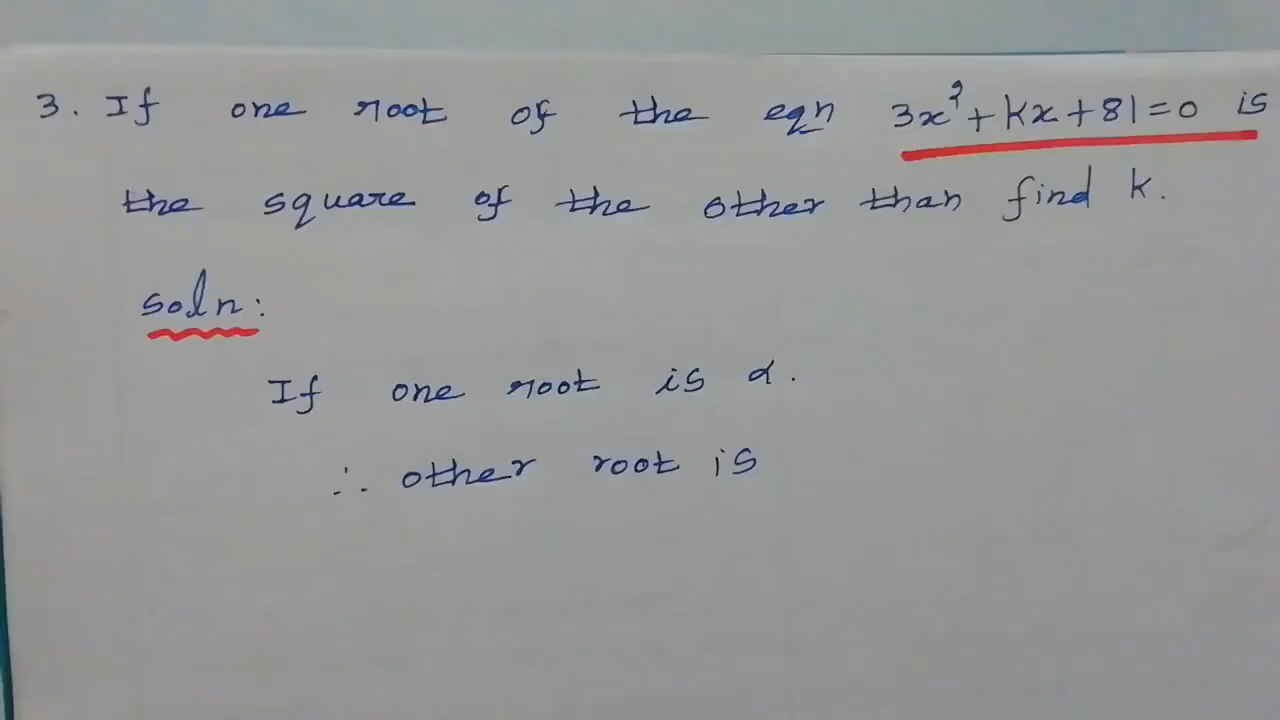 3. If one root of the eqn 3x²+kx+81=0 is
the square of the other than find k.
soln:
If one root is α.
∴ other root is